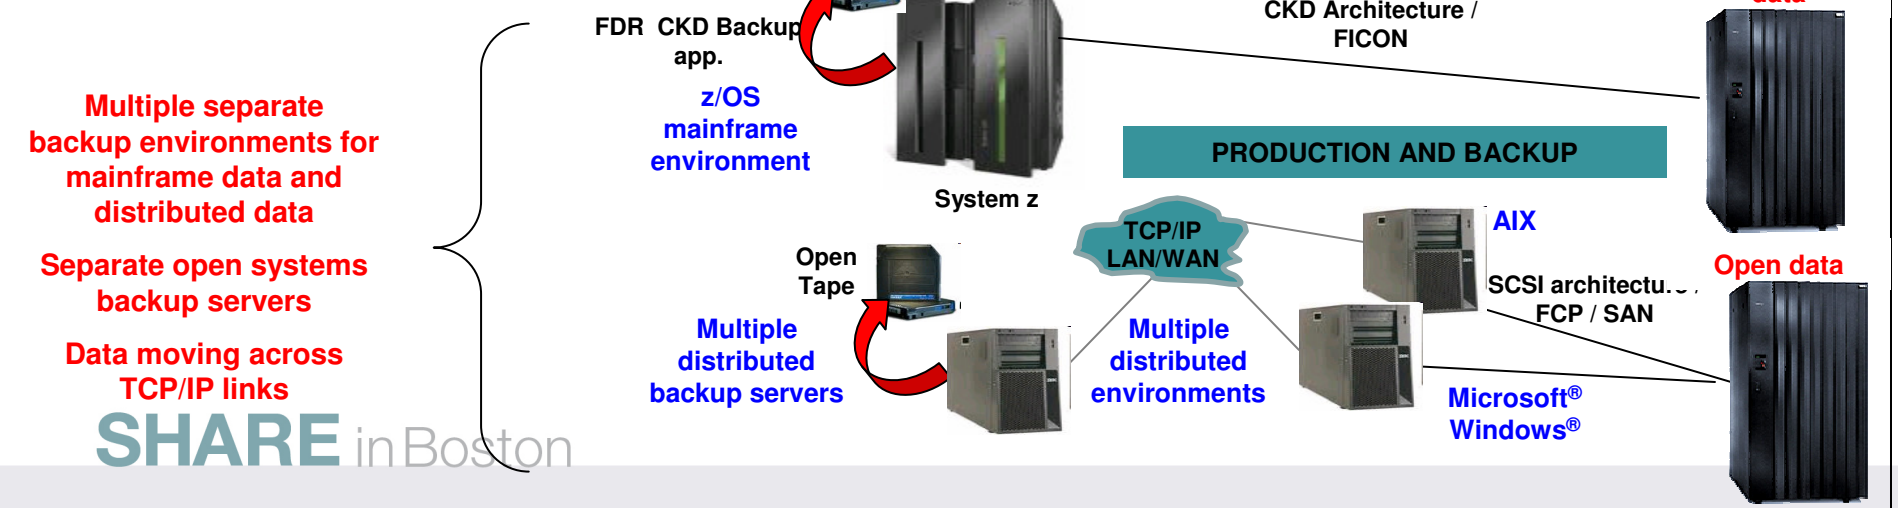 data
CKD Architecture /
FICON
FDR  CKD Backup
app.
z/OS
mainframe
environment
System z
PRODUCTION AND BACKUP
Multiple separate
backup environments for
mainframe data and
distributed data
Separate open systems
backup servers
Data moving across
TCP/IP links
Open
Tape
Multiple
distributed
backup servers
TCP/IP
LAN/WAN
Multiple
distributed
environments
AIX
SCSI architecture /
FCP / SAN
Open data
Microsoft®
Windows®
SHARE in Boston